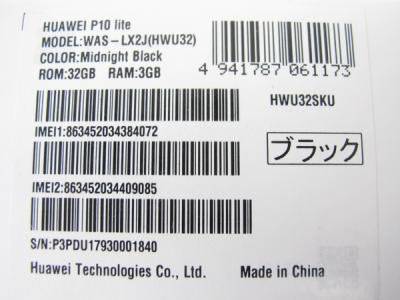 HUAWEI P10 lite
MODEL:WAS-LX2J(HWU32)
COLOR:Midnight Black
ROM:32GB RAM:3GB
4 941787 061173
HWU32SKU
IMEI1:863452034384072
ブラック
IMEI2:863452034409085
S/N:P3PDU17930001840
Huawei Technologies Co., Ltd. Made in China